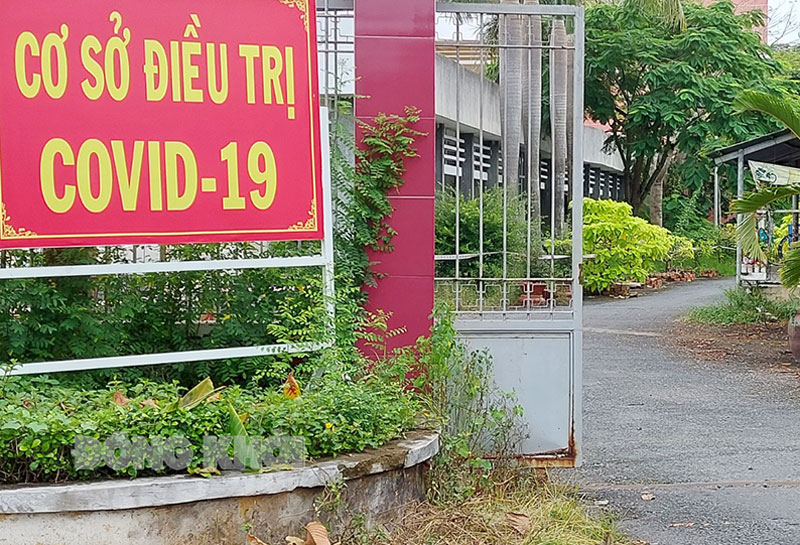 CƠ SỞ ĐIỀU TRỊ
COVID-19
ĐỒNG KHỞI